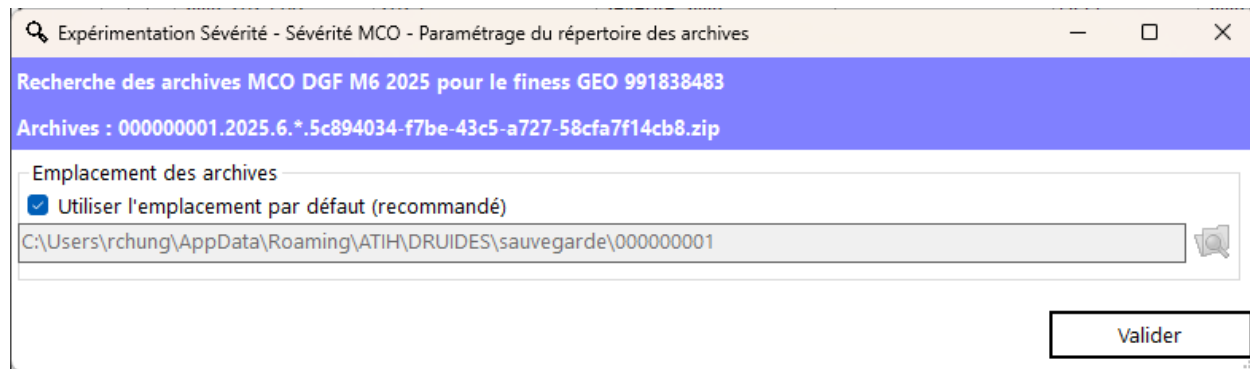 Expérimentation Sévérité - Sévérité MCO - Paramétrage du répertoire des archives
Recherche des archives MCO DGF M6 2025 pour le finess GEO 991838483
Archives : 000000001.2025.6.*.5c894034-f7be-43c5-a727-58cfa7f14cb8.zip
Emplacement des archives
Utiliser l'emplacement par défaut (recommandé)
C:\Users\rchung\AppData\Roaming\ATIH\DRUIDES\sauvegarde\000000001
Valider